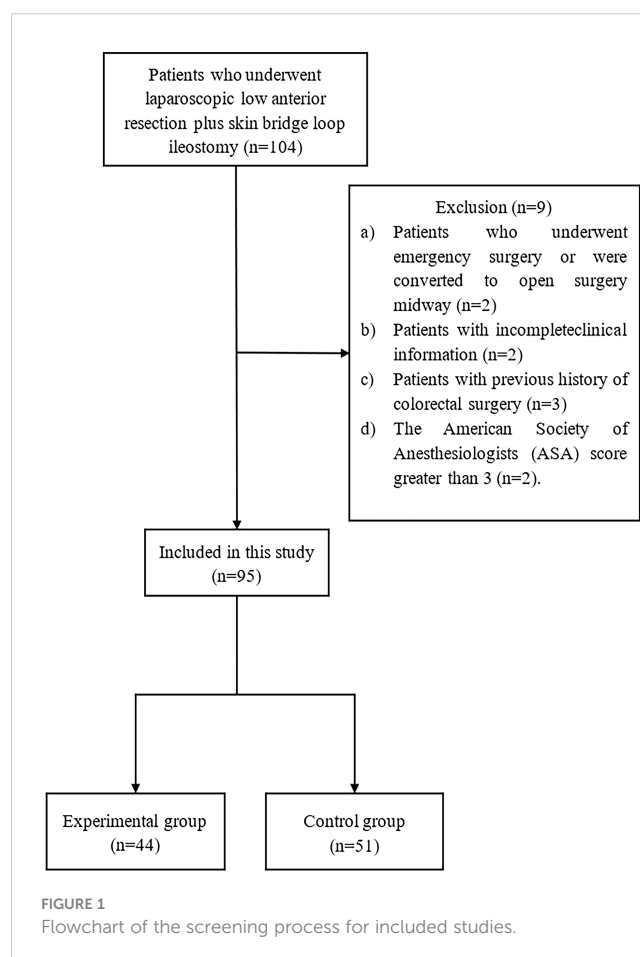 Patients who underwent
laparoscopic low anterior
resection plus skin bridge loop
ileostomy (n=104)
Exclusion (n=9)
a) Patients who underwent
emergency surgery or were
converted to open surgery
midway (n=2)
b) Patients with incompleteclinical
information (n=2)
c) Patients with previous history of
colorectal surgery (n=3)
d) The American Society of
Anesthesiologists (ASA) score
greater than 3 (n=2).
Included in this study
(n=95)
Experimental group
(n=44)
Control group
(n=51)
FIGURE 1
Flowchart of the screening process for included studies.